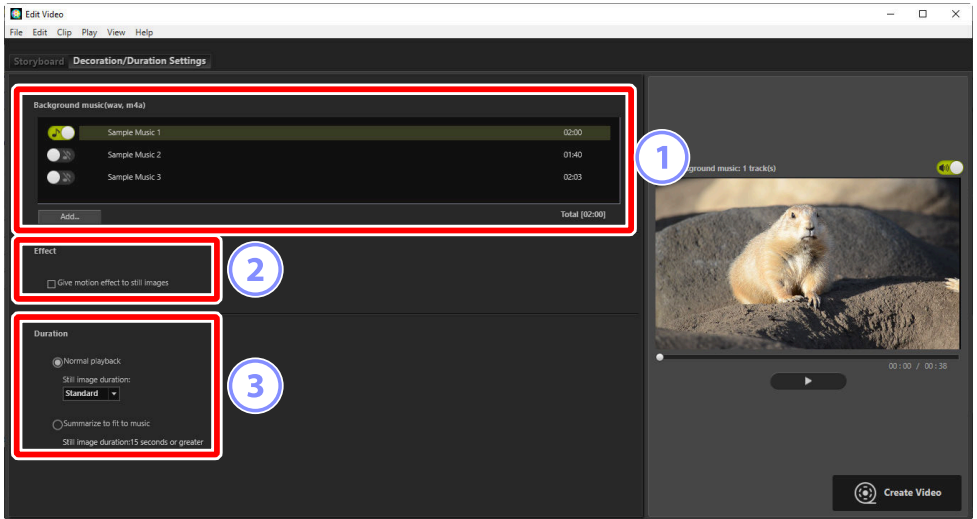 Edit Video
File Edit Clip Play View Help
Storyboard Decoration/Duration Settings
Background music(wav, m4a)
Sample Music 1 02:00
Sample Music 2 01:40
Sample Music 3 02:03
Add... Total [02:00]
1
ground music: 1 track(s)
Effect
Give motion effect to still images
2
Duration
Normal playback
Still image duration:
Standard
Summarize to fit to music
Still image duration:15 seconds or greater
3
00:00 / 00:38
Create Video